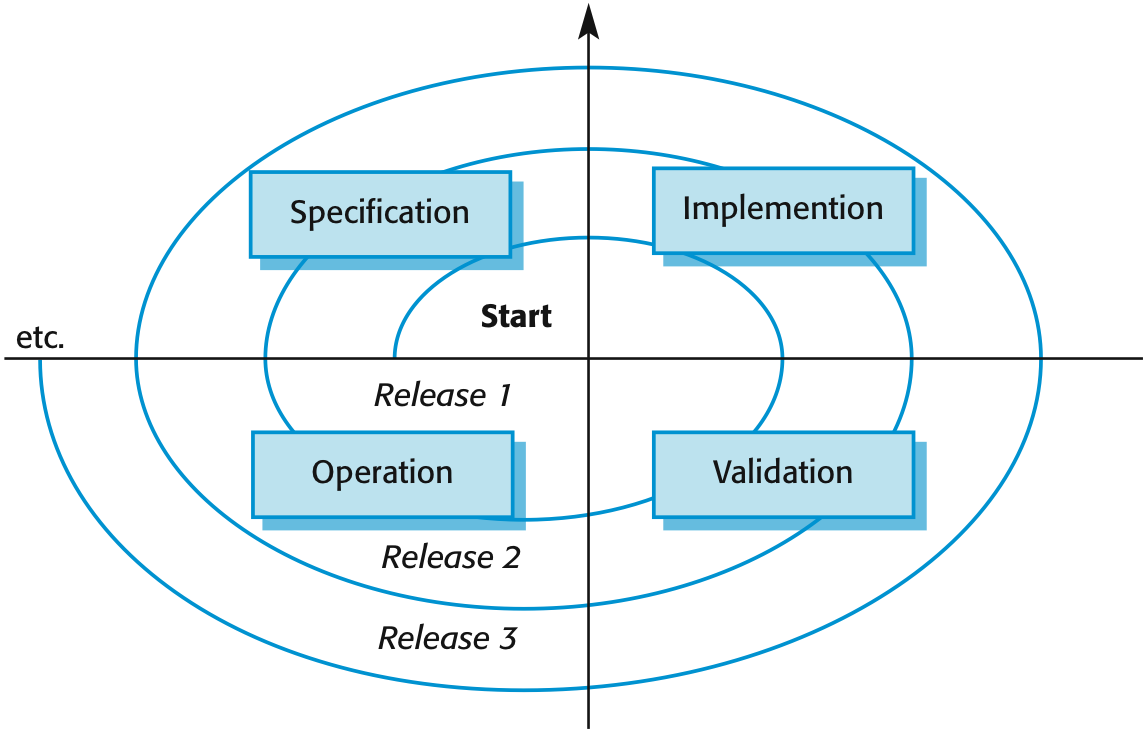 Specification
Implemention
Start
etc.
Release 1
Operation
Validation
Release 2
Release 3